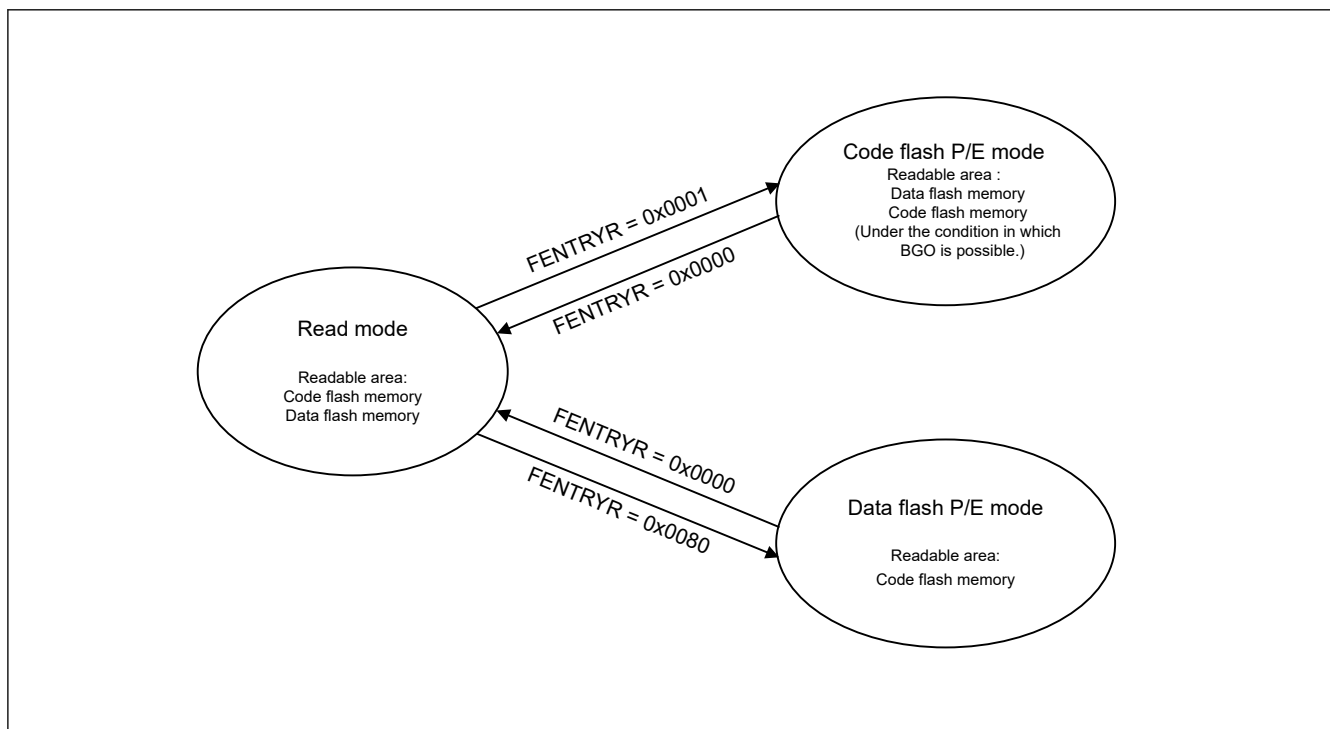 Code flash P/E mode
Readable area :
Data flash memory
Code flash memory
(Under the condition in which
BGO is possible.)
FENTRYR = 0x0001
FENTRYR = 0x0000
Read mode
Readable area:
Code flash memory
Data flash memory
FENTRYR = 0x0000
FENTRYR = 0x0080
Data flash P/E mode
Readable area:
Code flash memory